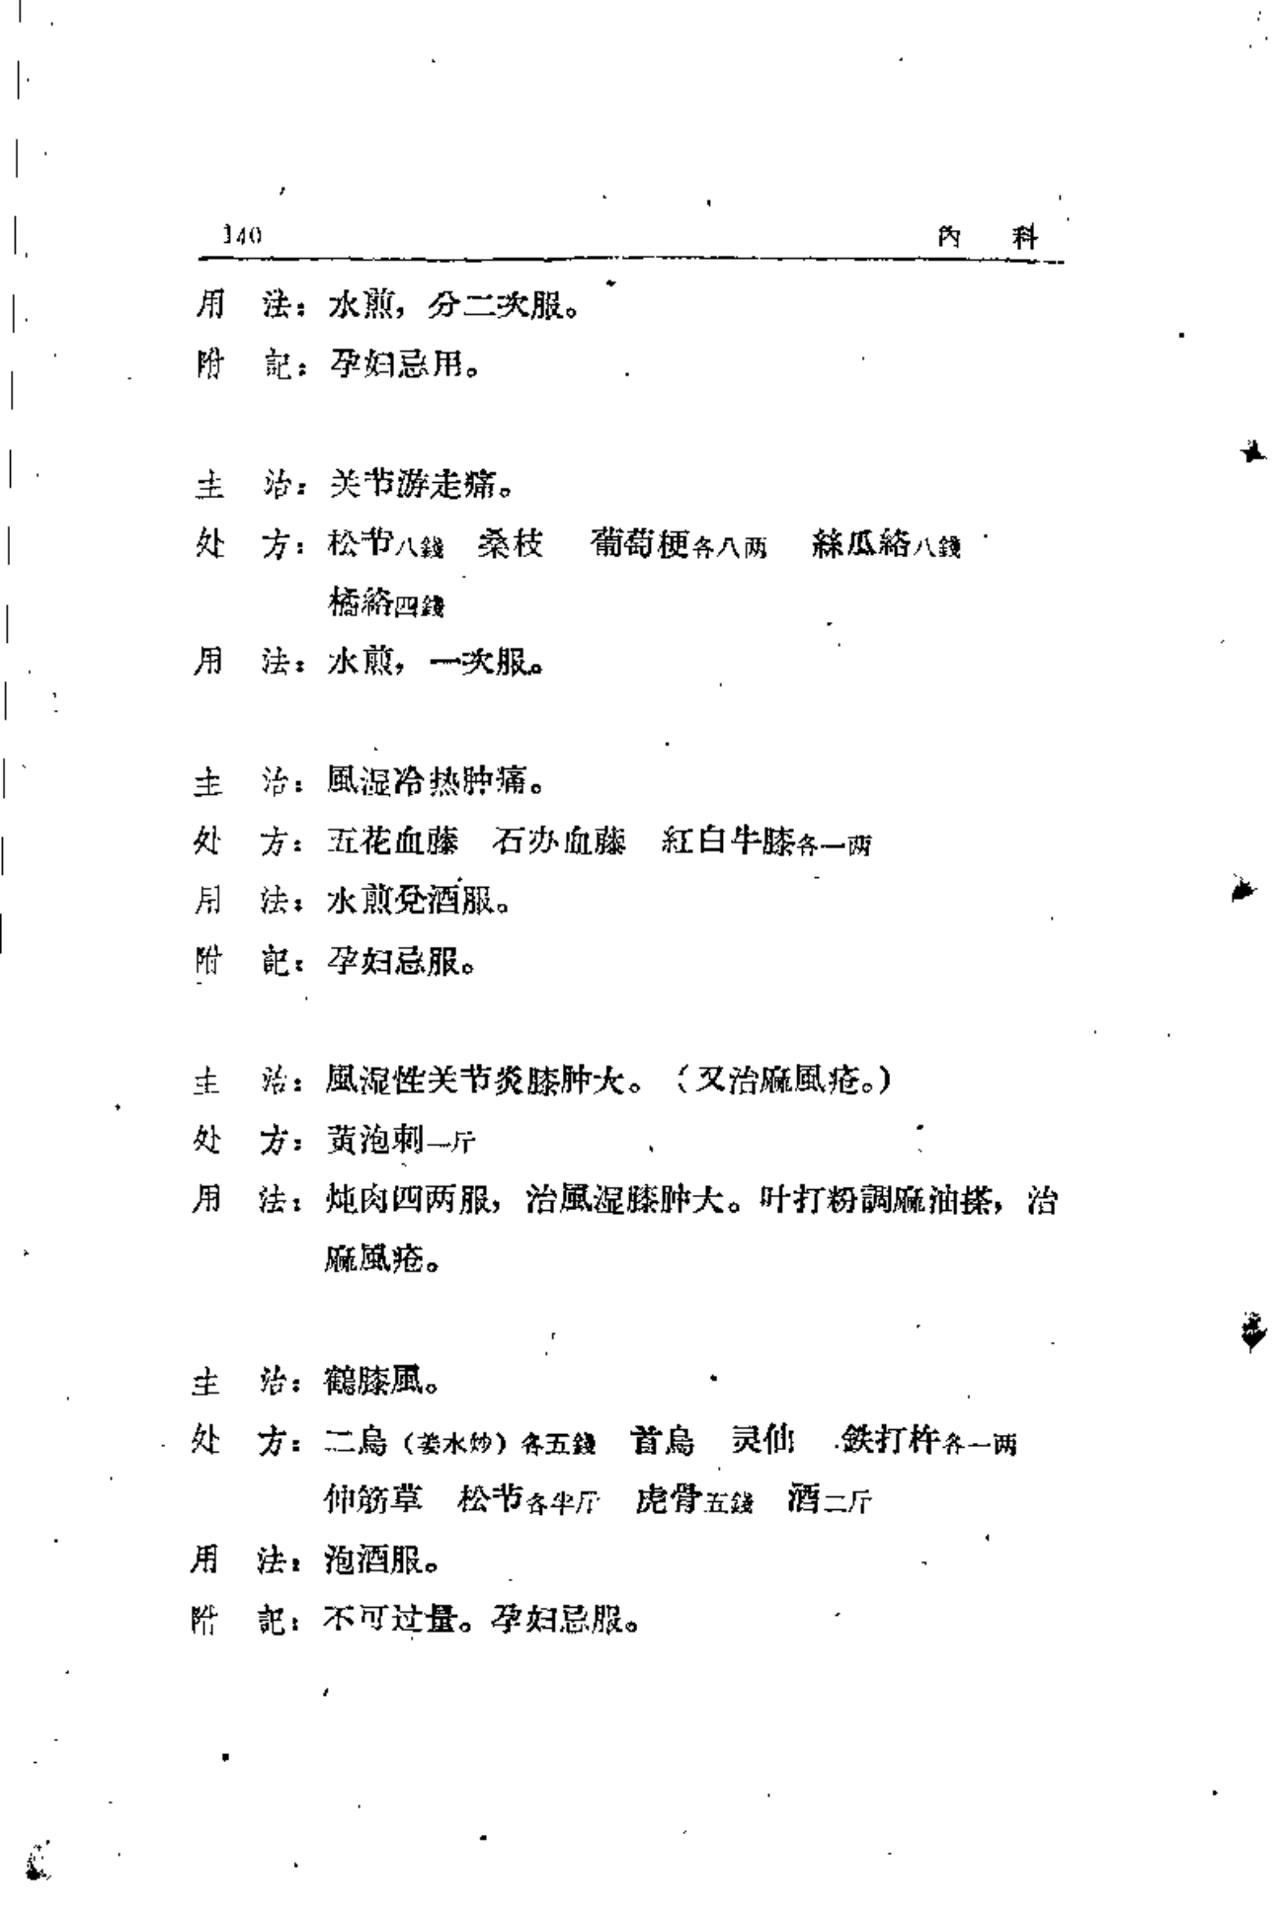 140 內 科
用 法：水煎，分二次服。
附 記：孕妇忌用。
主 治：关节游走痛。
处 方：松节八錢 桑枝 葡萄梗各八两 絲瓜絡八錢
橘絡四錢
用 法：水煎，一次服。
主 治：風湿冷热肿痛。
处 方：五花血藤 石办血藤 紅白牛膝各一两
用 法：水煎兌酒服。
附 記：孕妇忌服。
主 治：風湿性关节炎膝肿大。（又治麻風疮。）
处 方：黃泡刺一斤
用 法：炖肉四两服，治風湿膝肿大。叶打粉調麻油搽，治
麻風疮。
主 治：鶴膝風。
处 方：二烏（姜水炒）各五錢 首烏 灵仙 鉄打杵各一两
伸筋草 松节各半斤 虎骨五錢 酒二斤
用 法：泡酒服。
附 記：不可过量。孕妇忌服。